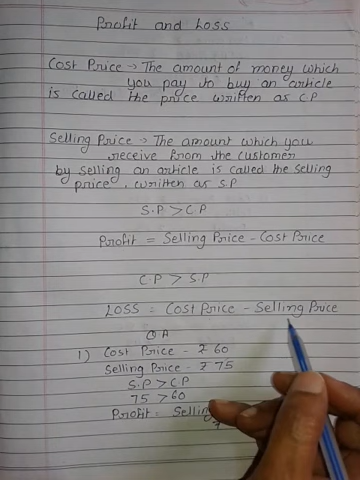 Profit and Loss
Cost Price → The amount of money which
you pay to buy an article
is called the price written as C.P
Selling Price → The amount which you
receive from the customer
by selling an article is called the selling
price, written as S.P
S.P > C P
Profit = Selling Price - Cost Price
C.P > S.P
LOSS = Cost Price - Selling Price
Q A
1) Cost Price - ₹ 60
Selling Price - ₹ 75
S.P > C P
75 > 60
Profit =